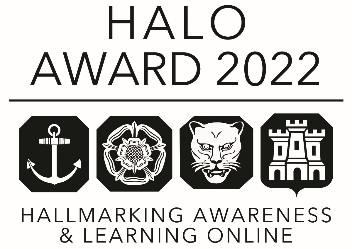 HALO
AWARD 2022
HALLMARKING AWARENESS
& LEARNING ONLINE